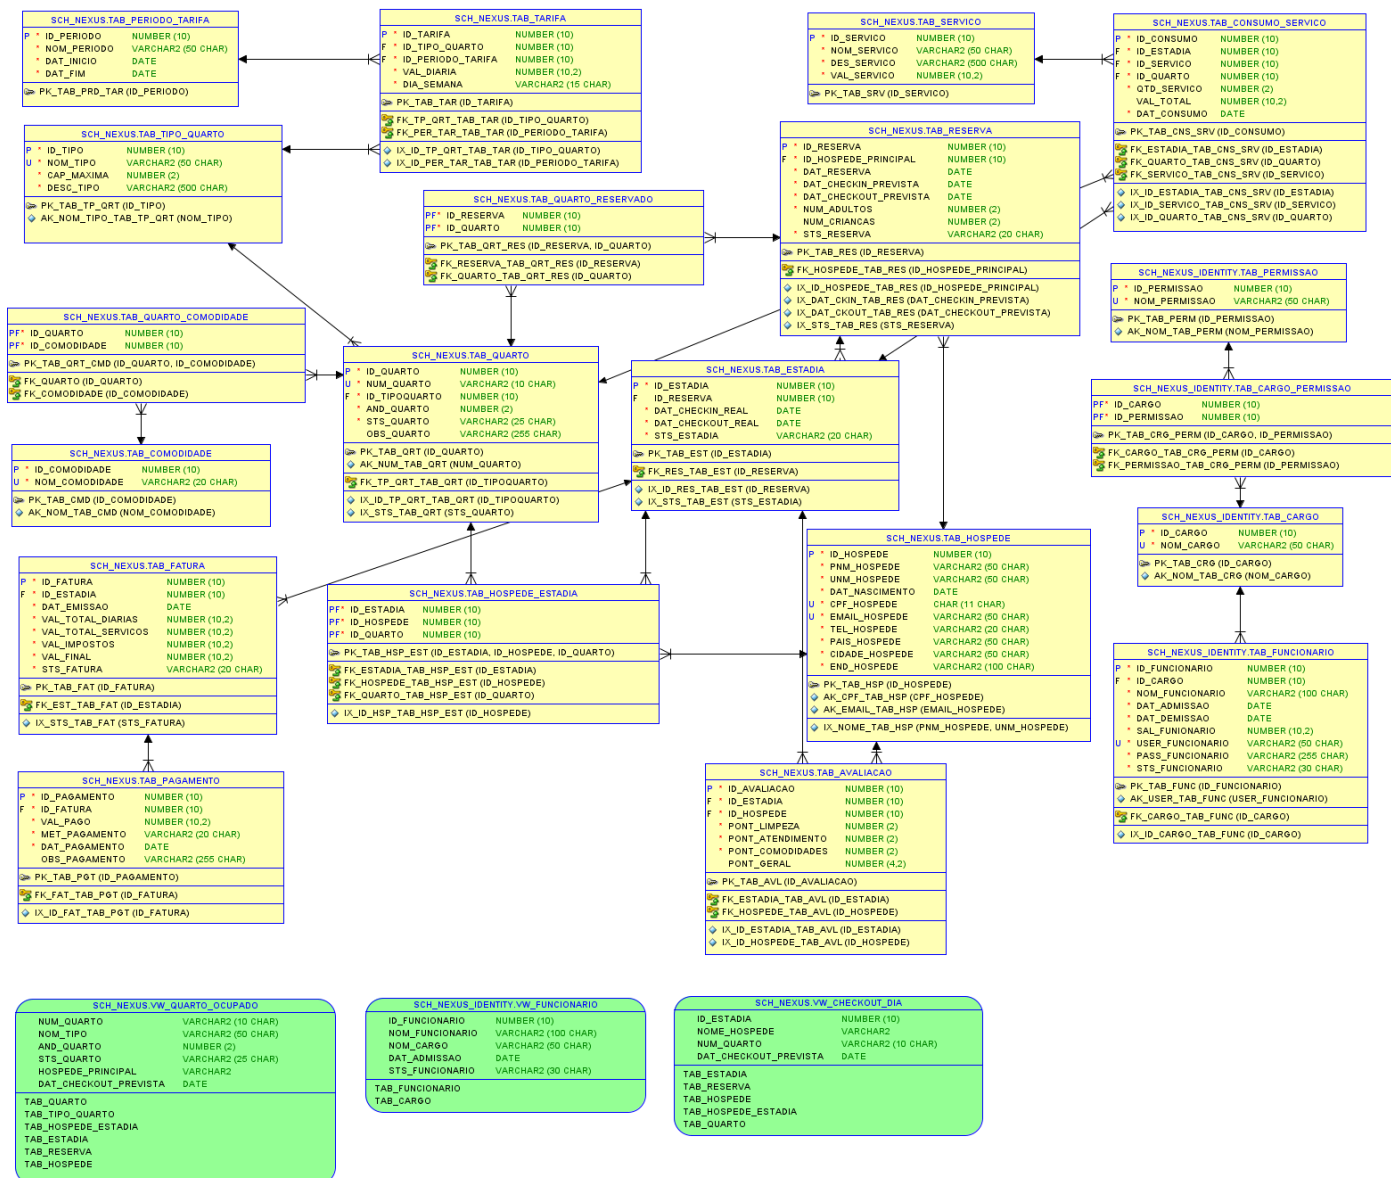 SCH_NEXUS.TAB_PERIODO_TARIFA
P * ID_PERIODO NUMBER (10)
* NOM_PERIODO VARCHAR2 (50 CHAR)
* DAT_INICIO DATE
* DAT_FIM DATE
PK_TAB_PRD_TAR (ID_PERIODO)
SCH_NEXUS.TAB_TARIFA
P * ID_TARIFA NUMBER (10)
F * ID_TIPO_QUARTO NUMBER (10)
F * ID_PERIODO_TARIFA NUMBER (10)
* VAL_DIARIA NUMBER (10,2)
* DIA_SEMANA VARCHAR2 (15 CHAR)
PK_TAB_TAR (ID_TARIFA)
FK_TP_QRT_TAB_TAR (ID_TIPO_QUARTO)
FK_PER_TAR_TAB_TAR (ID_PERIODO_TARIFA)
IX_ID_TP_QRT_TAB_TAR (ID_TIPO_QUARTO)
IX_ID_PER_TAR_TAB_TAR (ID_PERIODO_TARIFA)
SCH_NEXUS.TAB_SERVICO
P * ID_SERVICO NUMBER (10)
* NOM_SERVICO VARCHAR2 (50 CHAR)
* DES_SERVICO VARCHAR2 (500 CHAR)
* VAL_SERVICO NUMBER (10,2)
PK_TAB_SRV (ID_SERVICO)
SCH_NEXUS.TAB_CONSUMO_SERVICO
P * ID_CONSUMO NUMBER (10)
F * ID_ESTADIA NUMBER (10)
F * ID_SERVICO NUMBER (10)
F * ID_QUARTO NUMBER (10)
* QTD_SERVICO NUMBER (2)
VAL_TOTAL NUMBER (10,2)
* DAT_CONSUMO DATE
PK_TAB_CNS_SRV (ID_CONSUMO)
FK_ESTADIA_TAB_CNS_SRV (ID_ESTADIA)
FK_QUARTO_TAB_CNS_SRV (ID_QUARTO)
FK_SERVICO_TAB_CNS_SRV (ID_SERVICO)
IX_ID_ESTADIA_TAB_CNS_SRV (ID_ESTADIA)
IX_ID_SERVICO_TAB_CNS_SRV (ID_SERVICO)
IX_ID_QUARTO_TAB_CNS_SRV (ID_QUARTO)
SCH_NEXUS.TAB_TIPO_QUARTO
P * ID_TIPO NUMBER (10)
U * NOM_TIPO VARCHAR2 (50 CHAR)
* CAP_MAXIMA NUMBER (2)
* DESC_TIPO VARCHAR2 (500 CHAR)
PK_TAB_TP_QRT (ID_TIPO)
AK_NOM_TIPO_TAB_TP_QRT (NOM_TIPO)
SCH_NEXUS.TAB_RESERVA
P * ID_RESERVA NUMBER (10)
F * ID_HOSPEDE_PRINCIPAL NUMBER (10)
* DAT_RESERVA DATE
* DAT_CHECKIN_PREVISTA DATE
* DAT_CHECKOUT_PREVISTA DATE
* NUM_ADULTOS NUMBER (2)
NUM_CRIANCAS NUMBER (2)
* STS_RESERVA VARCHAR2 (20 CHAR)
PK_TAB_RES (ID_RESERVA)
FK_HOSPEDE_TAB_RES (ID_HOSPEDE_PRINCIPAL)
IX_ID_HOSPEDE_TAB_RES (ID_HOSPEDE_PRINCIPAL)
IX_DAT_CKIN_TAB_RES (DAT_CHECKIN_PREVISTA)
IX_DAT_CKOUT_TAB_RES (DAT_CHECKOUT_PREVISTA)
IX_STS_TAB_RES (STS_RESERVA)
SCH_NEXUS.TAB_QUARTO_RESERVADO
PF* ID_RESERVA NUMBER (10)
PF* ID_QUARTO NUMBER (10)
PK_TAB_QRT_RES (ID_RESERVA, ID_QUARTO)
FK_RESERVA_TAB_QRT_RES (ID_RESERVA)
FK_QUARTO_TAB_QRT_RES (ID_QUARTO)
SCH_NEXUS_IDENTITY.TAB_PERMISSAO
P * ID_PERMISSAO NUMBER (10)
U * NOM_PERMISSAO VARCHAR2 (50 CHAR)
PK_TAB_PERM (ID_PERMISSAO)
AK_NOM_TAB_PERM (NOM_PERMISSAO)
SCH_NEXUS.TAB_QUARTO_COMODIDADE
PF* ID_QUARTO NUMBER (10)
PF* ID_COMODIDADE NUMBER (10)
PK_TAB_QRT_CMD (ID_QUARTO, ID_COMODIDADE)
FK_QUARTO (ID_QUARTO)
FK_COMODIDADE (ID_COMODIDADE)
SCH_NEXUS.TAB_QUARTO
P * ID_QUARTO NUMBER (10)
U * NUM_QUARTO VARCHAR2 (10 CHAR)
F * ID_TIPOQUARTO NUMBER (10)
* AND_QUARTO NUMBER (2)
* STS_QUARTO VARCHAR2 (25 CHAR)
OBS_QUARTO VARCHAR2 (255 CHAR)
PK_TAB_QRT (ID_QUARTO)
AK_NUM_TAB_QRT (NUM_QUARTO)
FK_TP_QRT_TAB_QRT (ID_TIPOQUARTO)
IX_ID_TP_QRT_TAB_QRT (ID_TIPOQUARTO)
IX_STS_TAB_QRT (STS_QUARTO)
SCH_NEXUS.TAB_ESTADIA
P * ID_ESTADIA NUMBER (10)
F ID_RESERVA NUMBER (10)
* DAT_CHECKIN_REAL DATE
* DAT_CHECKOUT_REAL DATE
* STS_ESTADIA VARCHAR2 (20 CHAR)
PK_TAB_EST (ID_ESTADIA)
FK_RES_TAB_EST (ID_RESERVA)
IX_ID_RES_TAB_EST (ID_RESERVA)
IX_STS_TAB_EST (STS_ESTADIA)
SCH_NEXUS_IDENTITY.TAB_CARGO_PERMISSAO
PF* ID_CARGO NUMBER (10)
PF* ID_PERMISSAO NUMBER (10)
PK_TAB_CRG_PERM (ID_CARGO, ID_PERMISSAO)
FK_CARGO_TAB_CRG_PERM (ID_CARGO)
FK_PERMISSAO_TAB_CRG_PERM (ID_PERMISSAO)
SCH_NEXUS.TAB_COMODIDADE
P * ID_COMODIDADE NUMBER (10)
U * NOM_COMODIDADE VARCHAR2 (20 CHAR)
PK_TAB_CMD (ID_COMODIDADE)
AK_NOM_TAB_CMD (NOM_COMODIDADE)
SCH_NEXUS_IDENTITY.TAB_CARGO
P * ID_CARGO NUMBER (10)
U * NOM_CARGO VARCHAR2 (50 CHAR)
PK_TAB_CRG (ID_CARGO)
AK_NOM_TAB_CRG (NOM_CARGO)
SCH_NEXUS.TAB_HOSPEDE
P * ID_HOSPEDE NUMBER (10)
* PNM_HOSPEDE VARCHAR2 (50 CHAR)
* UNM_HOSPEDE VARCHAR2 (50 CHAR)
* DAT_NASCIMENTO DATE
U * CPF_HOSPEDE CHAR (11 CHAR)
U * EMAIL_HOSPEDE VARCHAR2 (50 CHAR)
* TEL_HOSPEDE VARCHAR2 (20 CHAR)
* PAIS_HOSPEDE VARCHAR2 (50 CHAR)
* CIDADE_HOSPEDE VARCHAR2 (50 CHAR)
* END_HOSPEDE VARCHAR2 (100 CHAR)
PK_TAB_HSP (ID_HOSPEDE)
AK_CPF_TAB_HSP (CPF_HOSPEDE)
AK_EMAIL_TAB_HSP (EMAIL_HOSPEDE)
IX_NOME_TAB_HSP (PNM_HOSPEDE, UNM_HOSPEDE)
SCH_NEXUS.TAB_FATURA
P * ID_FATURA NUMBER (10)
F * ID_ESTADIA NUMBER (10)
* DAT_EMISSAO DATE
* VAL_TOTAL_DIARIAS NUMBER (10,2)
* VAL_TOTAL_SERVICOS NUMBER (10,2)
* VAL_IMPOSTOS NUMBER (10,2)
* VAL_FINAL NUMBER (10,2)
* STS_FATURA VARCHAR2 (20 CHAR)
PK_TAB_FAT (ID_FATURA)
FK_EST_TAB_FAT (ID_ESTADIA)
IX_STS_TAB_FAT (STS_FATURA)
SCH_NEXUS.TAB_HOSPEDE_ESTADIA
PF* ID_ESTADIA NUMBER (10)
PF* ID_HOSPEDE NUMBER (10)
PF* ID_QUARTO NUMBER (10)
PK_TAB_HSP_EST (ID_ESTADIA, ID_HOSPEDE, ID_QUARTO)
FK_ESTADIA_TAB_HSP_EST (ID_ESTADIA)
FK_HOSPEDE_TAB_HSP_EST (ID_HOSPEDE)
FK_QUARTO_TAB_HSP_EST (ID_QUARTO)
IX_ID_HSP_TAB_HSP_EST (ID_HOSPEDE)
SCH_NEXUS_IDENTITY.TAB_FUNCIONARIO
P * ID_FUNCIONARIO NUMBER (10)
F * ID_CARGO NUMBER (10)
* NOM_FUNCIONARIO VARCHAR2 (100 CHAR)
* DAT_ADMISSAO DATE
* DAT_DEMISSAO DATE
* SAL_FUNIONARIO NUMBER (10,2)
U * USER_FUNCIONARIO VARCHAR2 (50 CHAR)
* PASS_FUNCIONARIO VARCHAR2 (255 CHAR)
* STS_FUNCIONARIO VARCHAR2 (30 CHAR)
PK_TAB_FUNC (ID_FUNCIONARIO)
AK_USER_TAB_FUNC (USER_FUNCIONARIO)
FK_CARGO_TAB_FUNC (ID_CARGO)
IX_ID_CARGO_TAB_FUNC (ID_CARGO)
SCH_NEXUS.TAB_PAGAMENTO
P * ID_PAGAMENTO NUMBER (10)
F * ID_FATURA NUMBER (10)
* VAL_PAGO NUMBER (10,2)
* MET_PAGAMENTO VARCHAR2 (20 CHAR)
* DAT_PAGAMENTO DATE
OBS_PAGAMENTO VARCHAR2 (255 CHAR)
PK_TAB_PGT (ID_PAGAMENTO)
FK_FAT_TAB_PGT (ID_FATURA)
IX_ID_FAT_TAB_PGT (ID_FATURA)
SCH_NEXUS.TAB_AVALIACAO
P * ID_AVALIACAO NUMBER (10)
F * ID_ESTADIA NUMBER (10)
F * ID_HOSPEDE NUMBER (10)
* PONT_LIMPEZA NUMBER (2)
* PONT_ATENDIMENTO NUMBER (2)
* PONT_COMODIDADES NUMBER (2)
PONT_GERAL NUMBER (4,2)
PK_TAB_AVL (ID_AVALIACAO)
FK_ESTADIA_TAB_AVL (ID_ESTADIA)
FK_HOSPEDE_TAB_AVL (ID_HOSPEDE)
IX_ID_ESTADIA_TAB_AVL (ID_ESTADIA)
IX_ID_HOSPEDE_TAB_AVL (ID_HOSPEDE)
SCH_NEXUS.VW_QUARTO_OCUPADO
NUM_QUARTO VARCHAR2 (10 CHAR)
NOM_TIPO VARCHAR2 (50 CHAR)
AND_QUARTO NUMBER (2)
STS_QUARTO VARCHAR2 (25 CHAR)
HOSPEDE_PRINCIPAL VARCHAR2
DAT_CHECKOUT_PREVISTA DATE
TAB_QUARTO
TAB_TIPO_QUARTO
TAB_HOSPEDE_ESTADIA
TAB_ESTADIA
TAB_RESERVA
TAB_HOSPEDE
SCH_NEXUS_IDENTITY.VW_FUNCIONARIO
ID_FUNCIONARIO NUMBER (10)
NOM_FUNCIONARIO VARCHAR2 (100 CHAR)
NOM_CARGO VARCHAR2 (50 CHAR)
DAT_ADMISSAO DATE
STS_FUNCIONARIO VARCHAR2 (30 CHAR)
TAB_FUNCIONARIO
TAB_CARGO
SCH_NEXUS.VW_CHECKOUT_DIA
ID_ESTADIA NUMBER (10)
NOME_HOSPEDE VARCHAR2
NUM_QUARTO VARCHAR2 (10 CHAR)
DAT_CHECKOUT_PREVISTA DATE
TAB_ESTADIA
TAB_RESERVA
TAB_HOSPEDE
TAB_HOSPEDE_ESTADIA
TAB_QUARTO